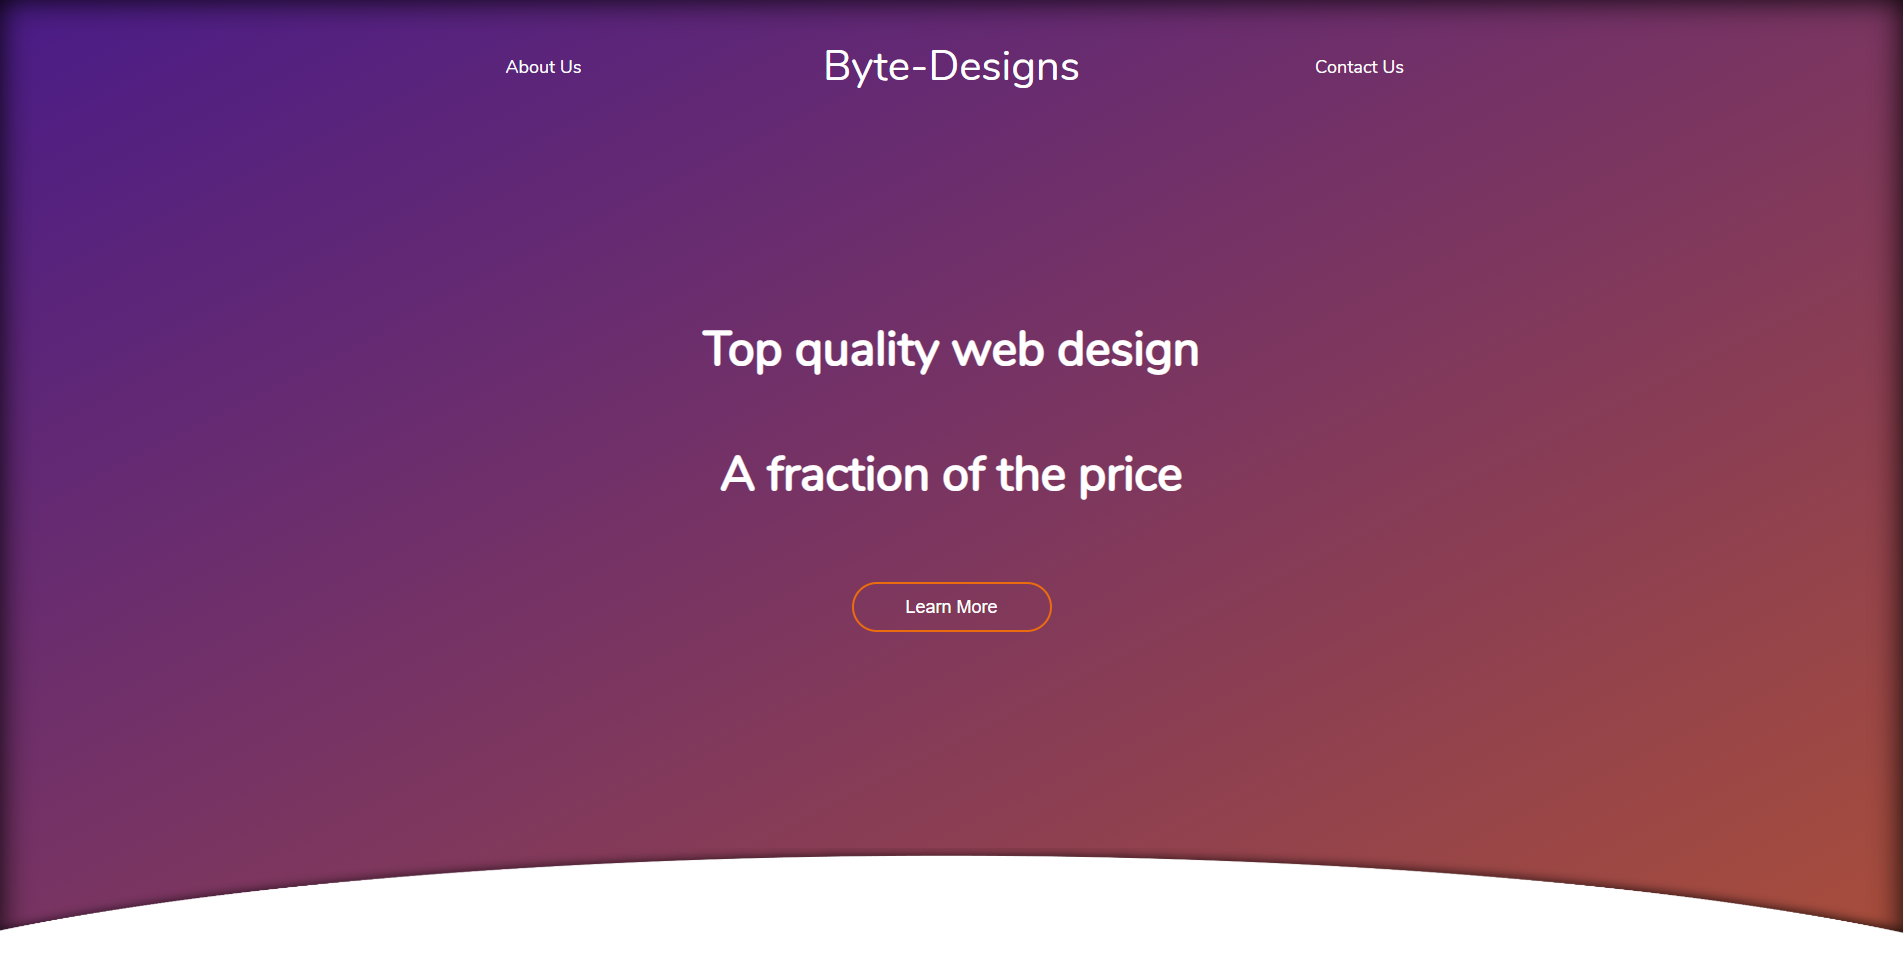 About Us
Byte-Designs
Contact Us
Top quality web design
A fraction of the price
Learn More